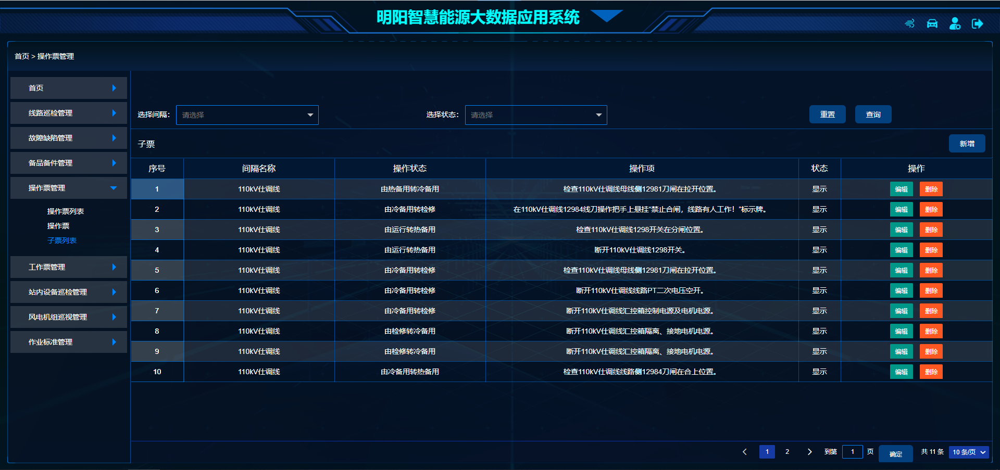 明阳智慧能源大数据应用系统
首页 > 操作票管理
首页
线路巡检管理
故障缺陷管理
备品备件管理
操作票管理
操作票列表
操作票
子票列表
工作票管理
站内设备巡检管理
风电机组巡视管理
作业标准管理
选择间隔： 请选择 选择状态： 请选择 重置 查询
子票 新增
序号 间隔名称 操作状态 操作项 状态 操作
1 110kV仕调线 由热备用转冷备用 检查110kV仕调线母线侧12981刀闸在拉开位置。 显示 编辑 删除
2 110kV仕调线 由冷备用转检修 在110kV仕调线12984线刀操作把手上悬挂“禁止合闸，线路有人工作！”标示牌。 显示 编辑 删除
3 110kV仕调线 由运行转热备用 检查110kV仕调线1298开关在分闸位置。 显示 编辑 删除
4 110kV仕调线 由运行转热备用 断开110kV仕调线1298开关。 显示 编辑 删除
5 110kV仕调线 由冷备用转检修 检查110kV仕调线母线侧12981刀闸在拉开位置。 显示 编辑 删除
6 110kV仕调线 由冷备用转检修 断开110kV仕调线线路PT二次电压空开。 显示 编辑 删除
7 110kV仕调线 由冷备用转检修 断开110kV仕调线汇控箱控制电源及电机电源。 显示 编辑 删除
8 110kV仕调线 由检修转冷备用 断开110kV仕调线汇控箱隔离、接地电机电源。 显示 编辑 删除
9 110kV仕调线 由检修转冷备用 断开110kV仕调线汇控箱隔离、接地电机电源。 显示 编辑 删除
10 110kV仕调线 由冷备用转热备用 检查110kV仕调线线路侧12984刀闸在合上位置。 显示 编辑 删除
1 2 到第 1 页 确定 共 11 条 10 条/页